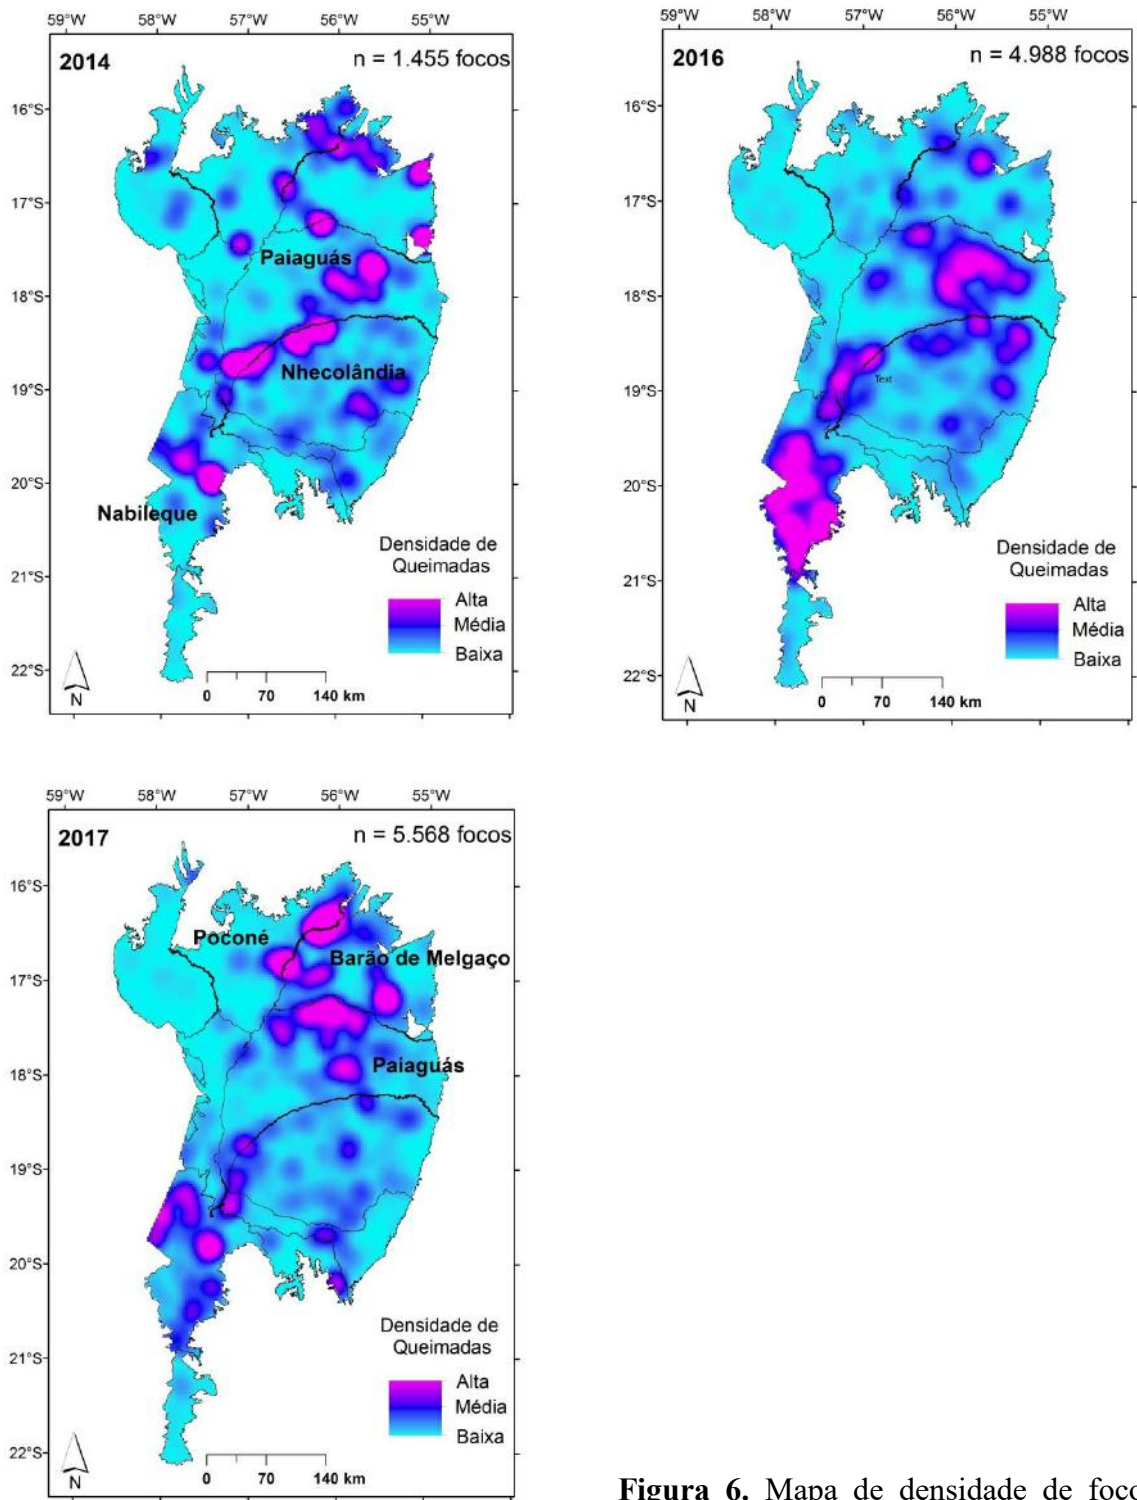 59°W 58°W 57°W 56°W 55°W
2014 n = 1.455 focos
16°S
17°S
Paiaguás
18°S
Nhecolândia
19°S
20°S
Nabileque
Densidade de
Queimadas
21°S
Alta
Média
Baixa
22°S
N
0 70 140 km
59°W 58°W 57°W 56°W 55°W
2016 n = 4.988 focos
16°S
17°S
18°S
Text
19°S
20°S
Densidade de
Queimadas
21°S
Alta
Média
Baixa
22°S
N
0 70 140 km
59°W 58°W 57°W 56°W 55°W
2017 n = 5.568 focos
16°S
Poconé
Barão de Melgaço
17°S
Paiaguás
18°S
19°S
20°S
Densidade de
Queimadas
21°S
Alta
Média
Baixa
22°S
N
0 70 140 km
Figura 6. Mapa de densidade de foco